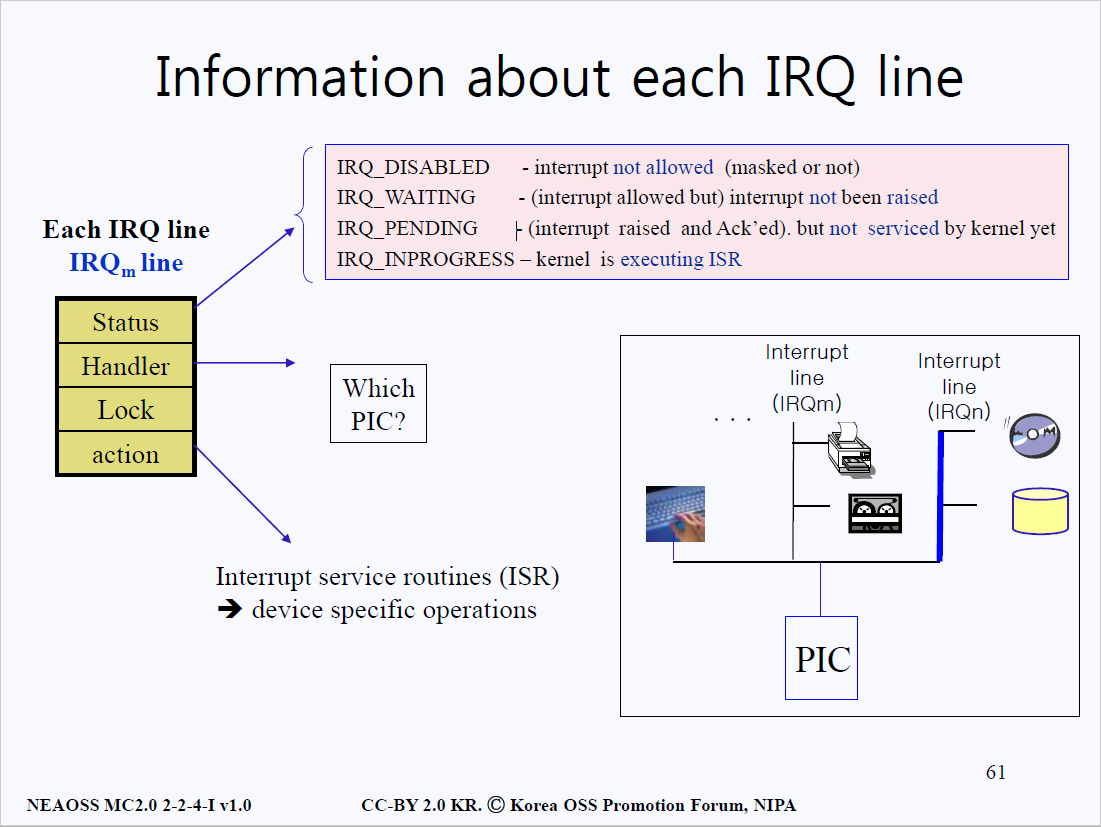 Information about each IRQ line
IRQ_DISABLED - interrupt not allowed (masked or not)
IRQ_WAITING - (interrupt allowed but) interrupt not been raised
IRQ_PENDING - (interrupt raised and Ack'ed). but not serviced by kernel yet
IRQ_INPROGRESS – kernel is executing ISR
Each IRQ line
IRQm line
Status
Handler
Lock
action
Which
PIC?
Interrupt service routines (ISR)
➔ device specific operations
Interrupt
line
(IRQm)
Interrupt
line
(IRQn)
. . .
PIC
61
NEAOSS MC2.0 2-2-4-I v1.0
CC-BY 2.0 KR. Ⓒ Korea OSS Promotion Forum, NIPA